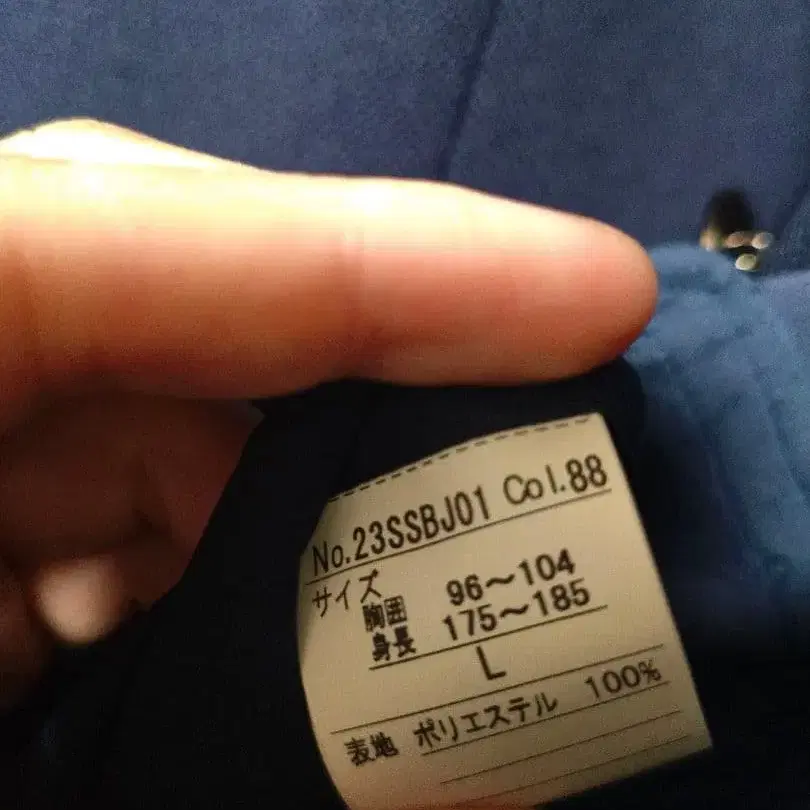 No.23SSBJ01 Col.88
サイズ
胸囲 96～104
身長 175～185
L
表地 ポリエステル 100%